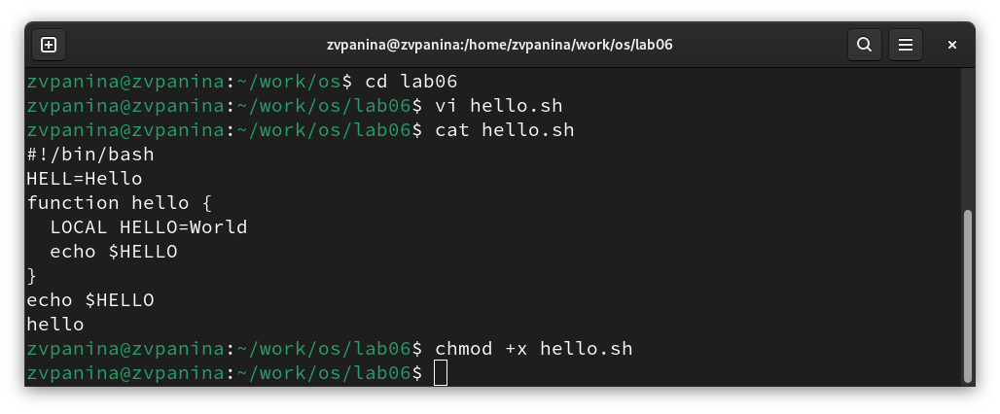 zvpanina@zvpanina:/home/zvpanina/work/os/lab06
zvpanina@zvpanina:~/work/os$ cd lab06
zvpanina@zvpanina:~/work/os/lab06$ vi hello.sh
zvpanina@zvpanina:~/work/os/lab06$ cat hello.sh
#!/bin/bash
HELL=Hello
function hello {
  LOCAL HELLO=World
  echo $HELLO
}
echo $HELLO
hello
zvpanina@zvpanina:~/work/os/lab06$ chmod +x hello.sh
zvpanina@zvpanina:~/work/os/lab06$